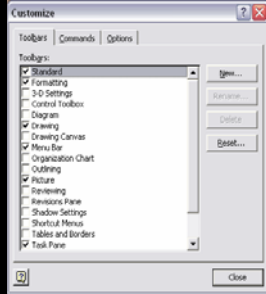 Customize
Toolbars Commands Options
Toolbars:
Standard
Formatting
3-D Settings
Control Toolbox
Diagram
Drawing
Drawing Canvas
Menu Bar
Organization Chart
Outlining
Picture
Reviewing
Revisions Pane
Shadow Settings
Shortcut Menus
Tables and Borders
Task Pane
New...
Rename...
Delete
Reset...
Close